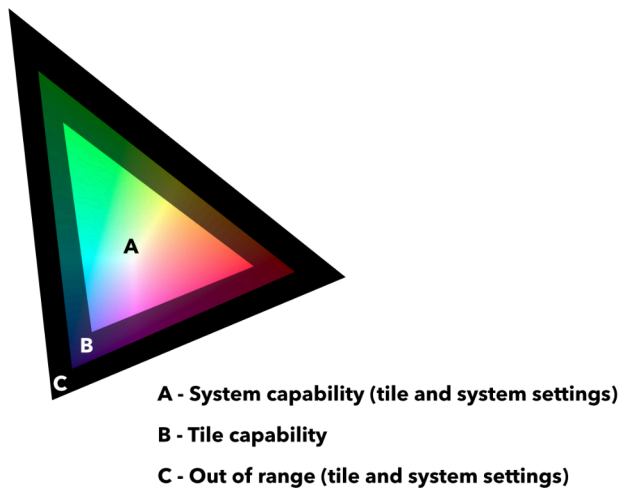 A
B
C
A - System capability (tile and system settings)
B - Tile capability
C - Out of range (tile and system settings)